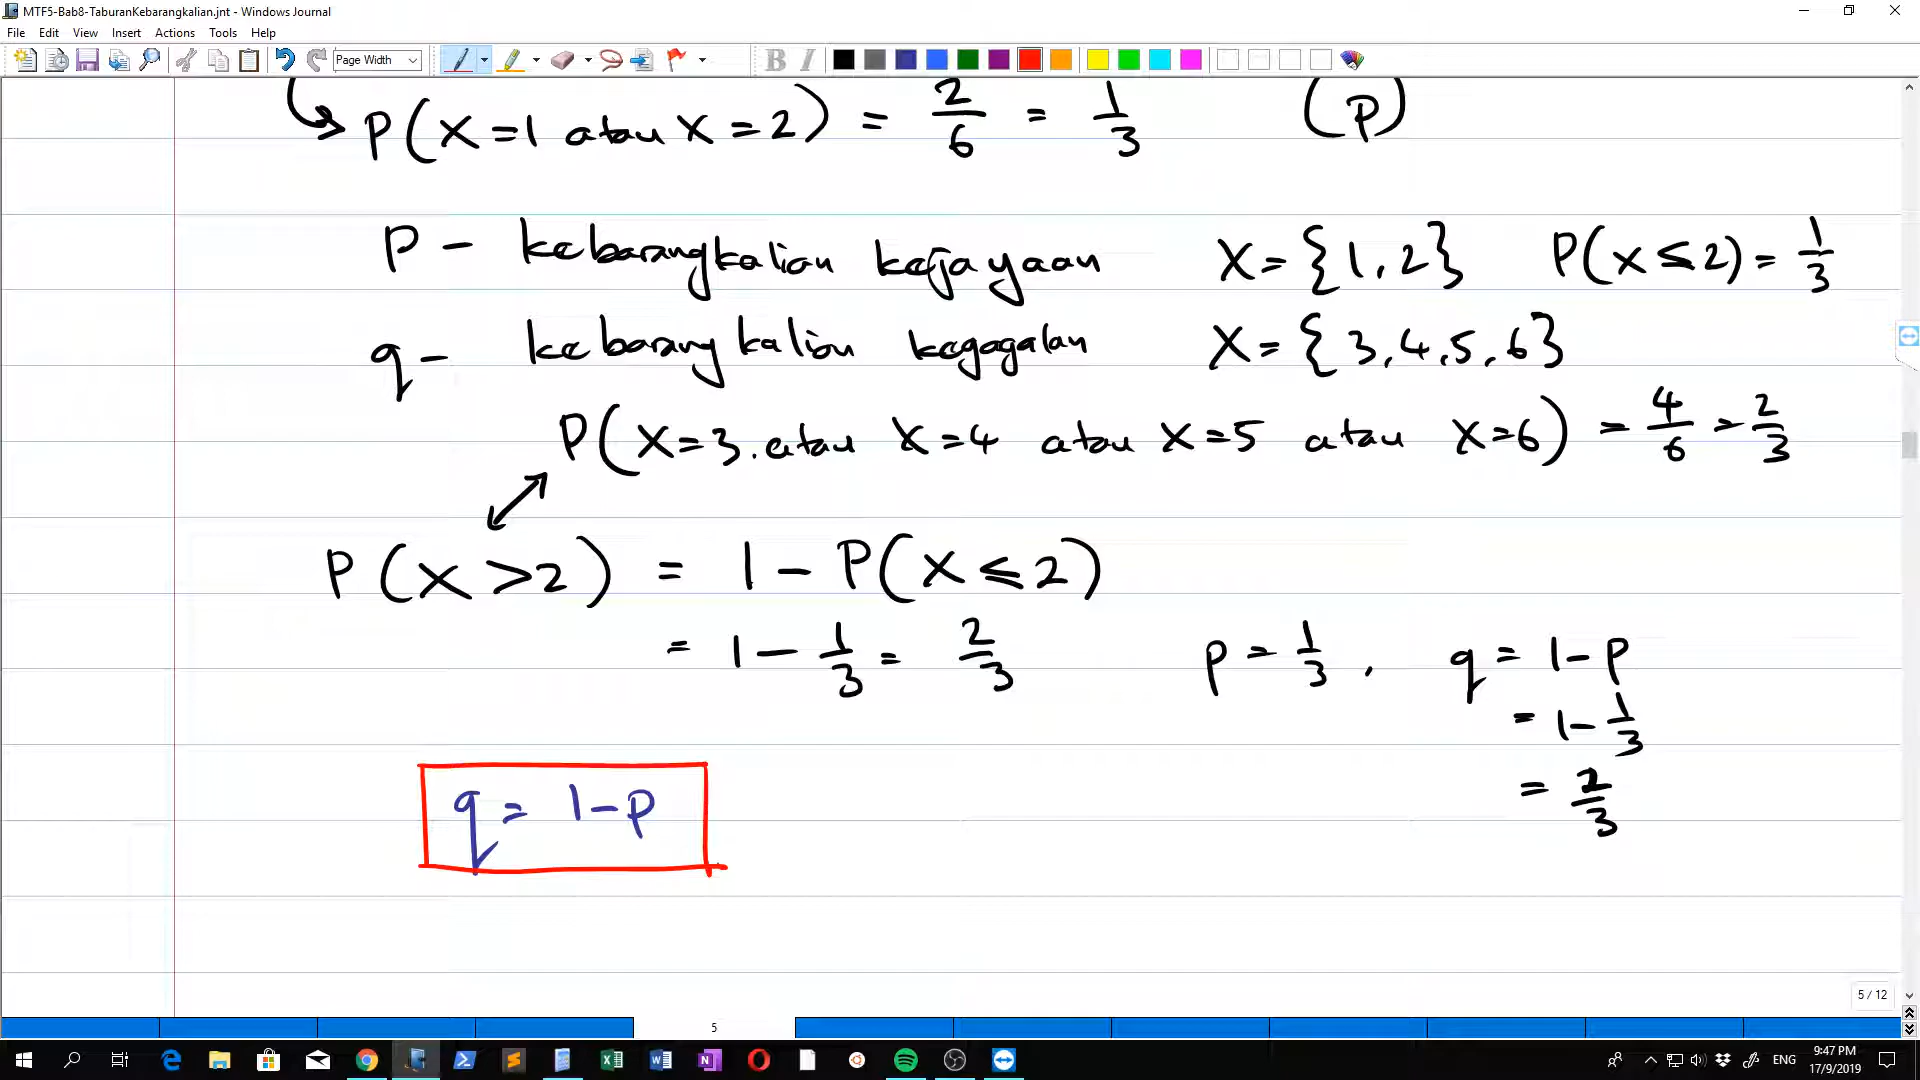 MTF5-Bab8-TaburanKebarangkalian.jnt - Windows Journal
File Edit View Insert Actions Tools Help
Page Width
P(X=1 atau X=2) = 2/6 = 1/3 (P)
P - kebarangkalian kejayaan X = {1, 2} P(X ≤ 2) = 1/3
q - kebarangkalian kegagalan X = {3, 4, 5, 6}
P(X=3 atau X=4 atau X=5 atau X=6) = 4/6 = 2/3
P(X > 2) = 1 - P(X ≤ 2)
= 1 - 1/3 = 2/3 p = 1/3, q = 1 - p
= 1 - 1/3
= 2/3
q = 1 - p
5 / 12
5
ENG
9:47 PM
17/9/2019